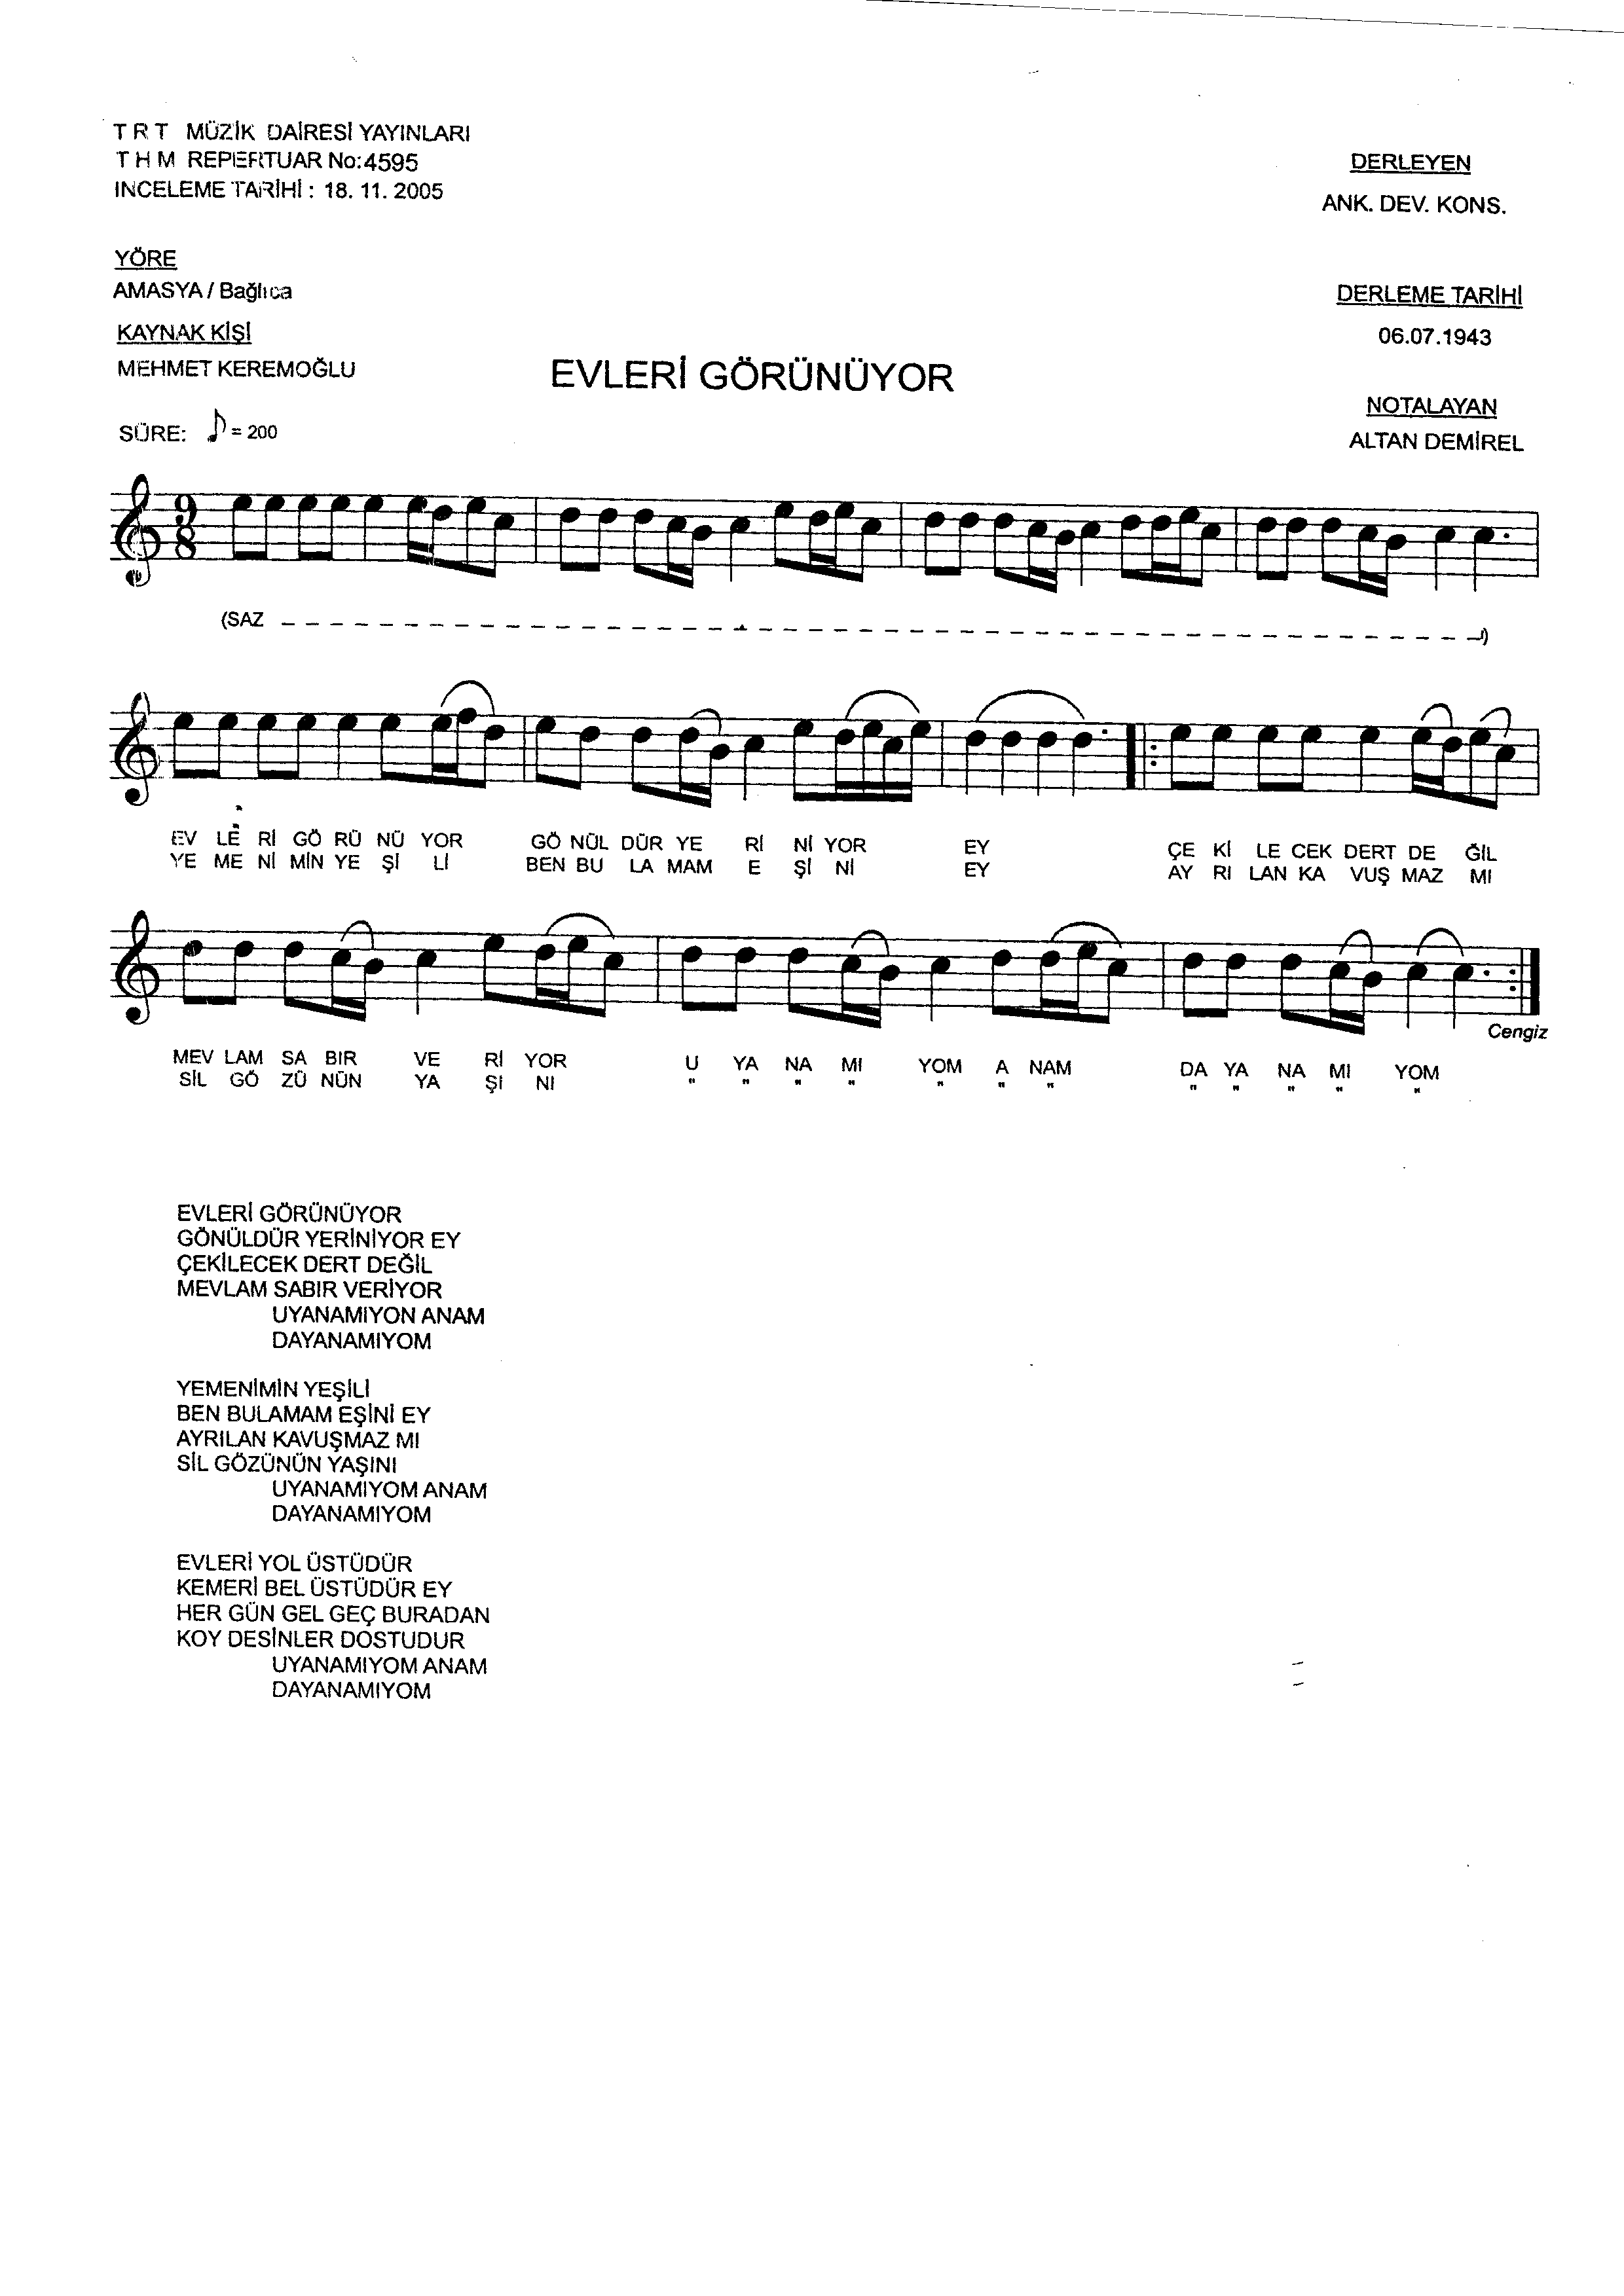 T R T MÜZİK DAİRESİ YAYINLARI
T H M REPERTUAR No:4595
INCELEME TARİHİ : 18. 11. 2005
DERLEYEN
ANK. DEV. KONS.
YÖRE
AMASYA / Bağlıca
DERLEME TARİHİ
06.07.1943
KAYNAK KİŞİ
MEHMET KEREMOĞLU
EVLERİ GÖRÜNÜYOR
NOTALAYAN
ALTAN DEMİREL
SÜRE: ♪ = 200
9
8
(SAZ _ _ _ _ _ _ _ _ _ _ _ _ _ _ _ _ _ _)
EV LE Rİ GÖ RÜ NÜ YOR GÖ NÜL DÜR YE Rİ Nİ YOR EY ÇE Kİ LE CEK DERT DE ĞİL
YE ME Nİ MİN YE Şİ Lİ BEN BU LA MAM E Şİ Nİ EY AY RI LAN KA VUŞ MAZ MI
Cengiz
MEV LAM SA BIR VE Rİ YOR U YA NA MI YOM A NAM DA YA NA MI YOM
SİL GÖ ZÜ NÜN YA ŞI NI " " " " " " " " " " " "
EVLERİ GÖRÜNÜYOR
GÖNÜLDÜR YERİNİYOR EY
ÇEKİLECEK DERT DEĞİL
MEVLAM SABIR VERİYOR
UYANAMIYON ANAM
DAYANAMIYOM
YEMENİMİN YEŞİLİ
BEN BULAMAM EŞİNİ EY
AYRILAN KAVUŞMAZ MI
SİL GÖZÜNÜN YAŞINI
UYANAMIYOM ANAM
DAYANAMIYOM
EVLERİ YOL ÜSTÜDÜR
KEMERİ BEL ÜSTÜDÜR EY
HER GÜN GEL GEÇ BURADAN
KOY DESİNLER DOSTUDUR
UYANAMIYOM ANAM
DAYANAMIYOM